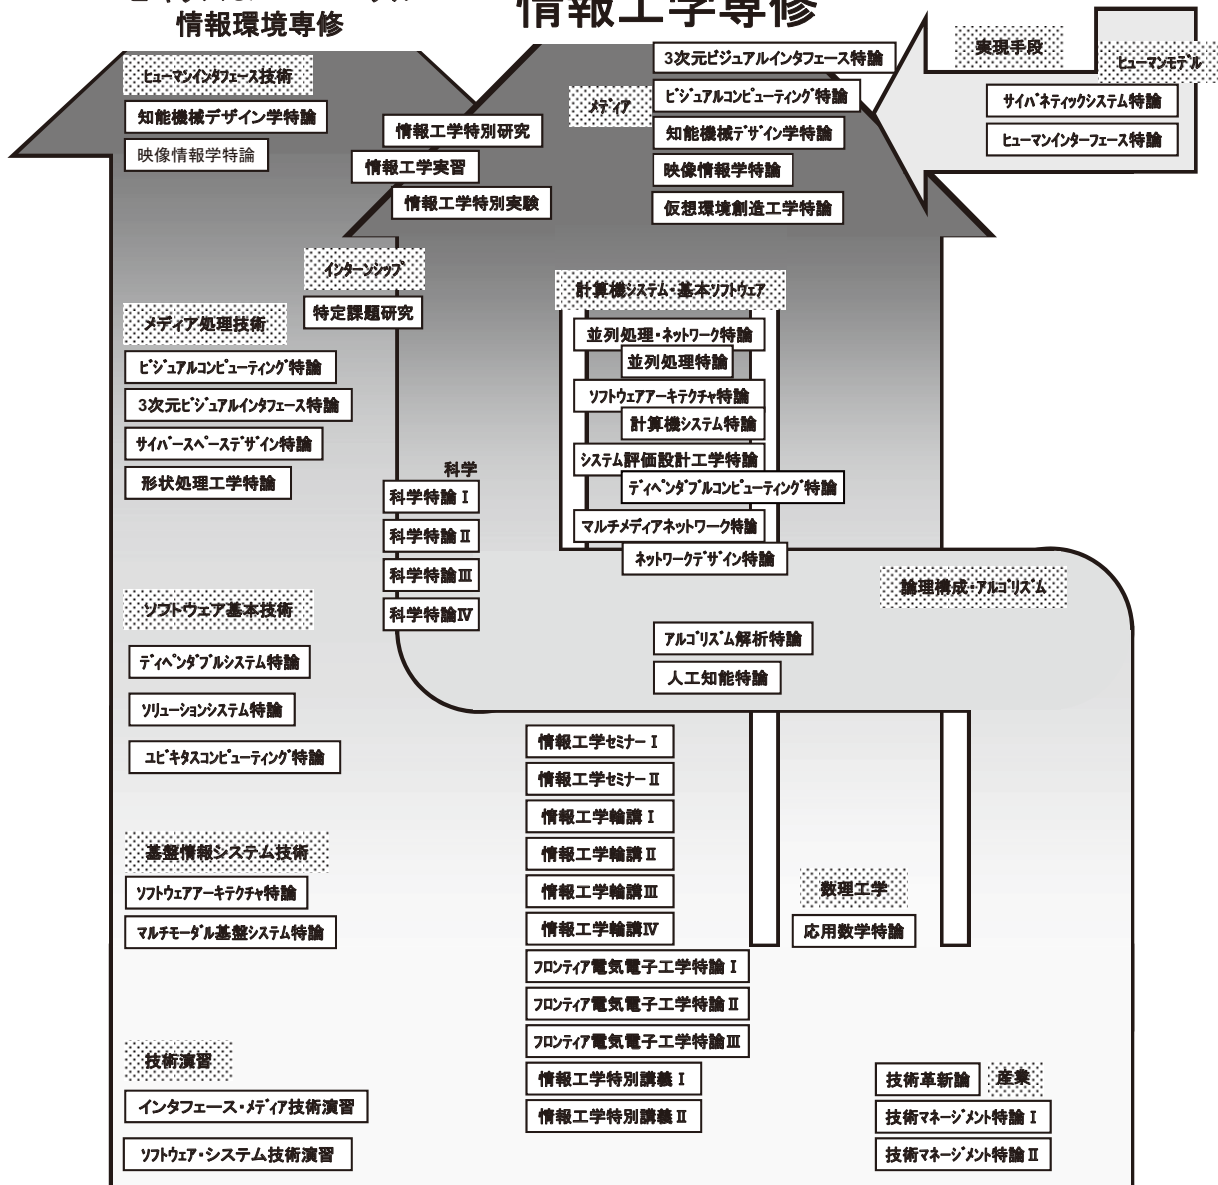 情報環境専修
情報工学専修
ヒューマンインタフェース技術
知能機械デザイン学特論
映像情報学特論
情報工学特別研究
情報工学実習
情報工学特別実験
メディア
3次元ビジュアルインタフェース特論
ビジュアルコンピューティング特論
知能機械デザイン学特論
映像情報学特論
仮想環境創造工学特論
実現手段
ヒューマンモデル
サイバネティックシステム特論
ヒューマンインターフェース特論
インターンシップ
特定課題研究
メディア処理技術
ビジュアルコンピューティング特論
3次元ビジュアルインタフェース特論
サイバースペースデザイン特論
形状処理工学特論
計算機システム・基本ソフトウェア
並列処理・ネットワーク特論
並列処理特論
ソフトウェアアーキテクチャ特論
計算機システム特論
システム評価設計工学特論
ディペンダブルコンピューティング特論
マルチメディアネットワーク特論
ネットワークデザイン特論
科学
科学特論Ⅰ
科学特論Ⅱ
科学特論Ⅲ
科学特論Ⅳ
論理構成・アルゴリズム
アルゴリズム解析特論
人工知能特論
ソフトウェア基本技術
ディペンダブルシステム特論
ソリューションシステム特論
ユビキタスコンピューティング特論
基盤情報システム技術
ソフトウェアアーキテクチャ特論
マルチモーダル基盤システム特論
情報工学セミナーⅠ
情報工学セミナーⅡ
情報工学輪講Ⅰ
情報工学輪講Ⅱ
情報工学輪講Ⅲ
情報工学輪講Ⅳ
フロンティア電気電子工学特論Ⅰ
フロンティア電気電子工学特論Ⅱ
フロンティア電気電子工学特論Ⅲ
情報工学特別講義Ⅰ
情報工学特別講義Ⅱ
数理工学
応用数学特論
技術演習
インタフェース・メディア技術演習
ソフトウェア・システム技術演習
技術革新論
産業
技術マネージメント特論Ⅰ
技術マネージメント特論Ⅱ